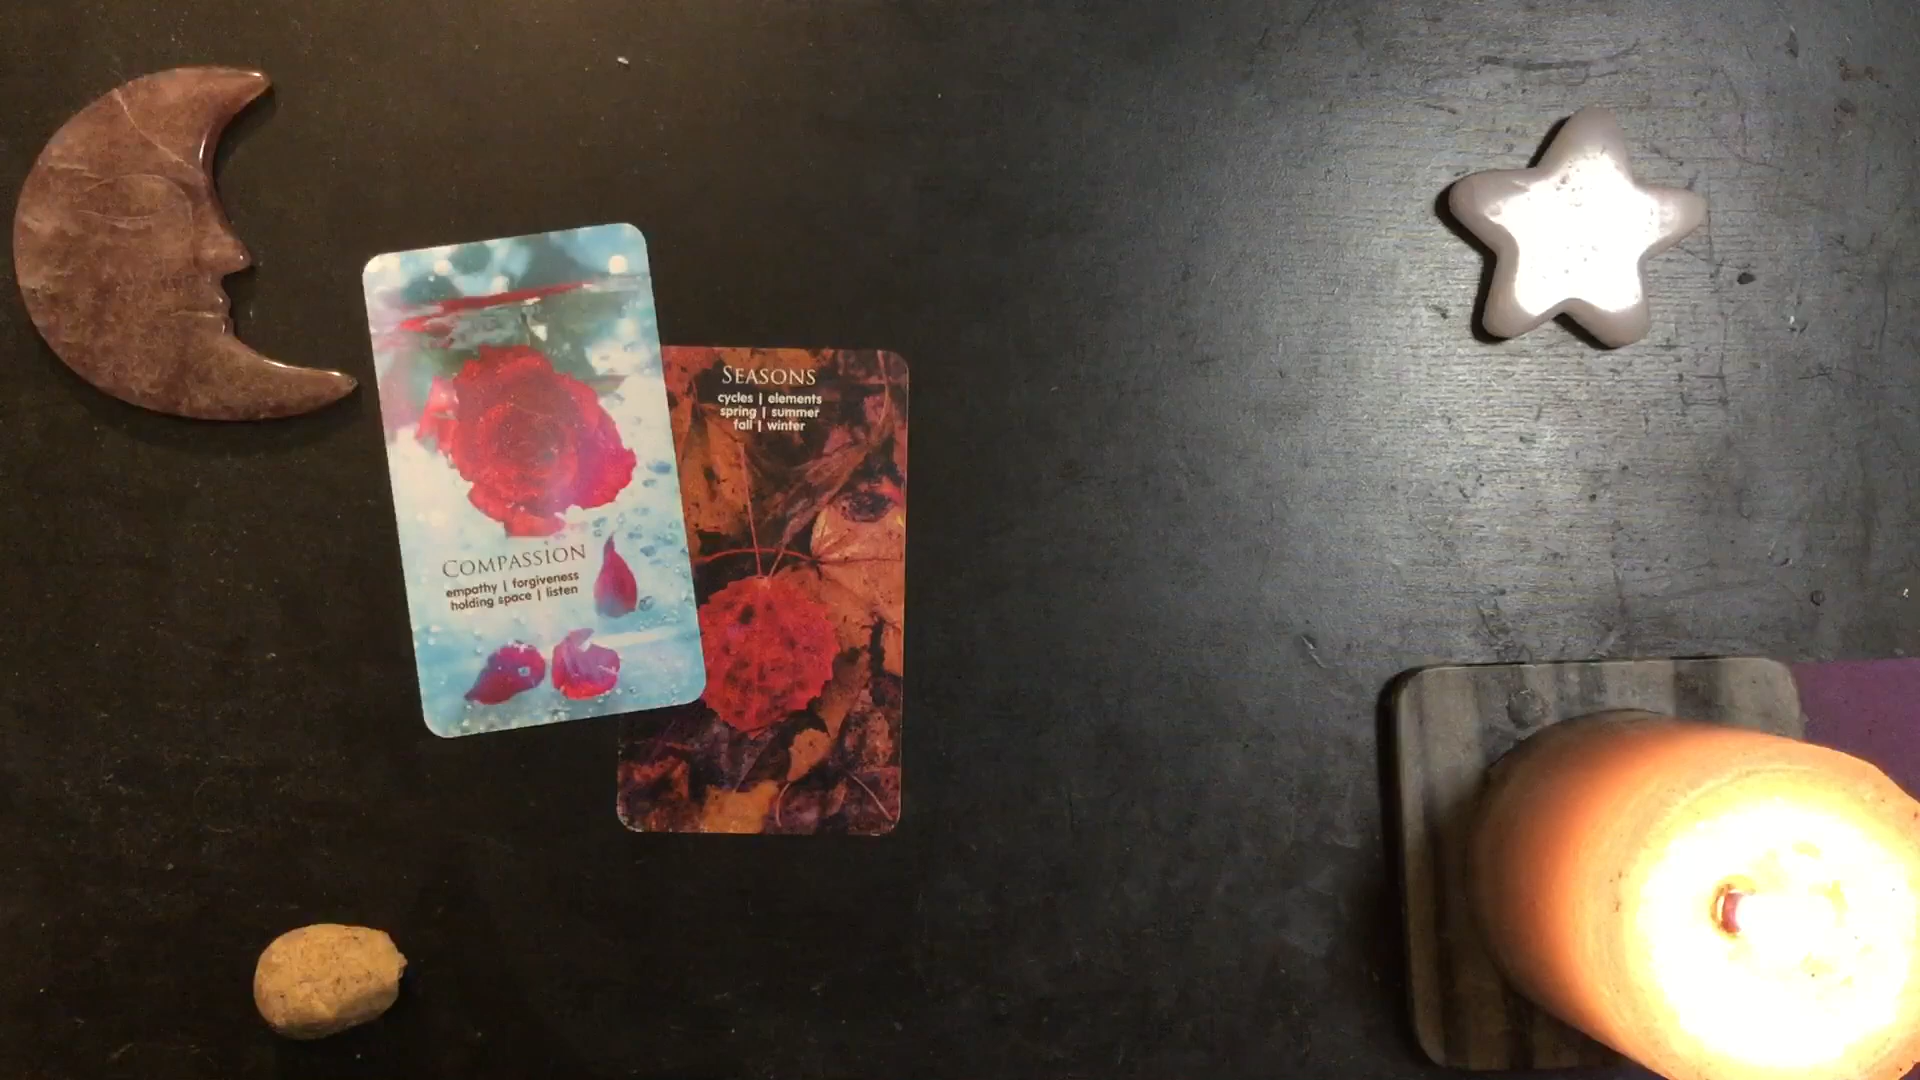 COMPASSION
empathy | forgiveness
holding space | listen
SEASONS
cycles | elements
spring | summer
fall | winter